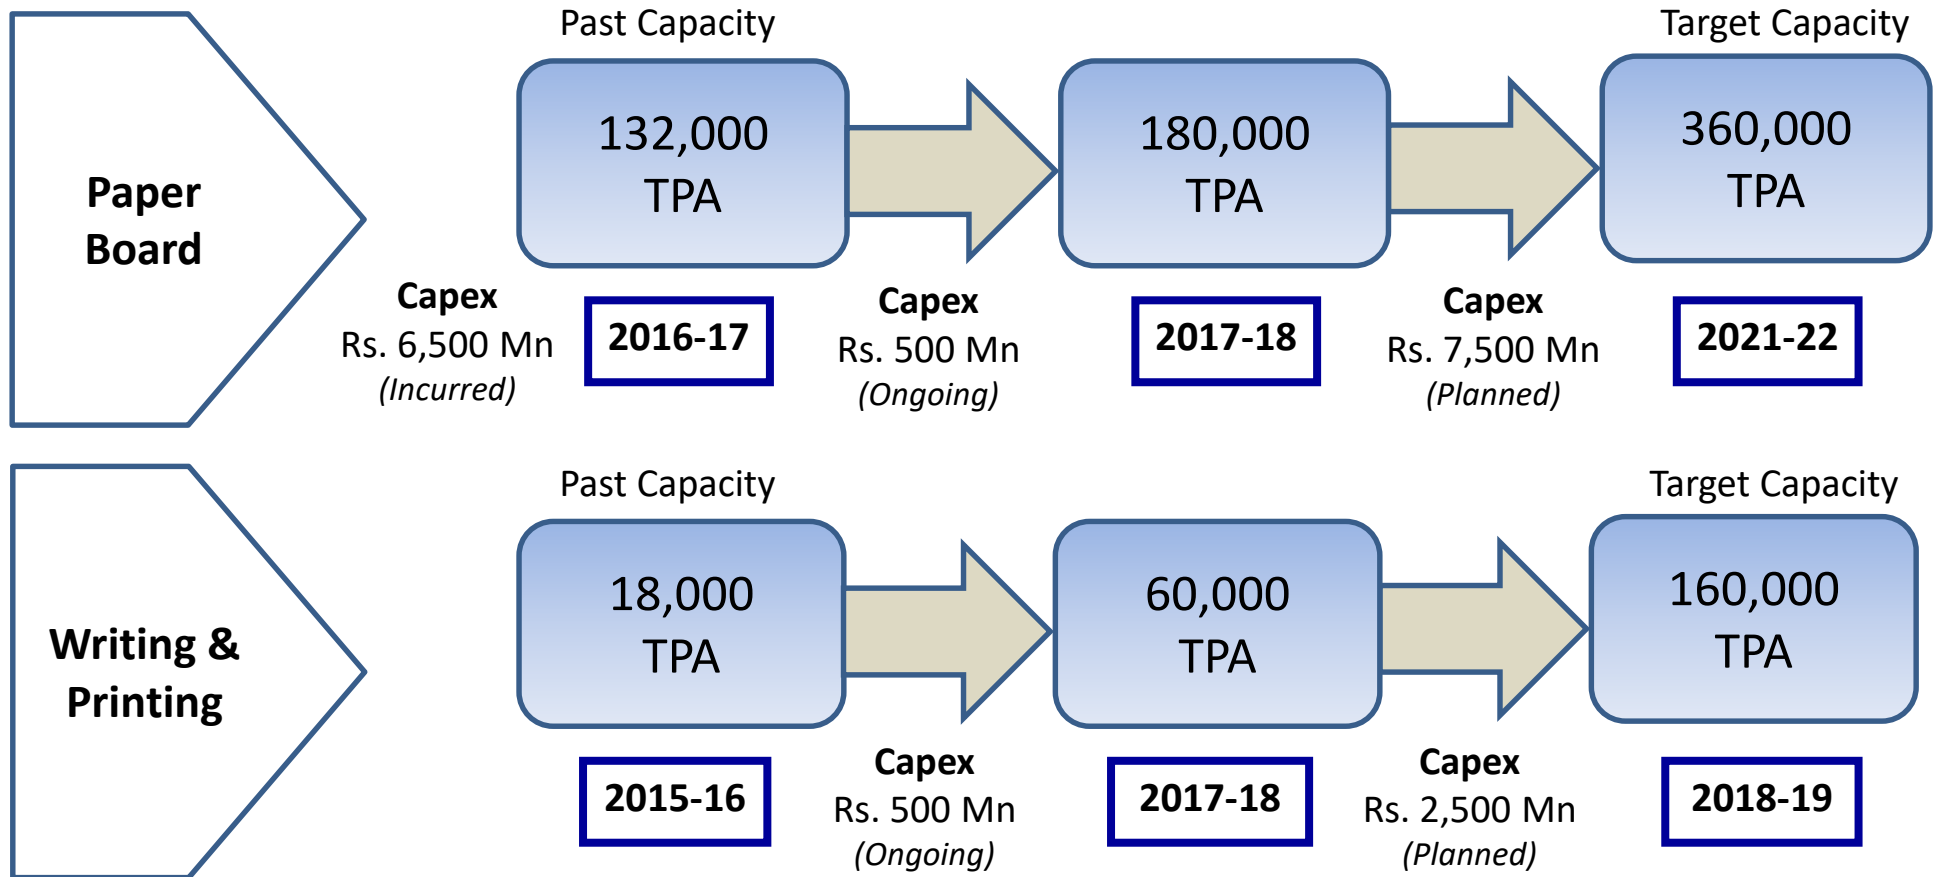 Paper
Board
Past Capacity
Target Capacity
132,000
TPA
180,000
TPA
360,000
TPA
Capex
Rs. 6,500 Mn
(Incurred)
2016-17
Capex
Rs. 500 Mn
(Ongoing)
2017-18
Capex
Rs. 7,500 Mn
(Planned)
2021-22
Writing &
Printing
Past Capacity
Target Capacity
18,000
TPA
60,000
TPA
160,000
TPA
2015-16
Capex
Rs. 500 Mn
(Ongoing)
2017-18
Capex
Rs. 2,500 Mn
(Planned)
2018-19